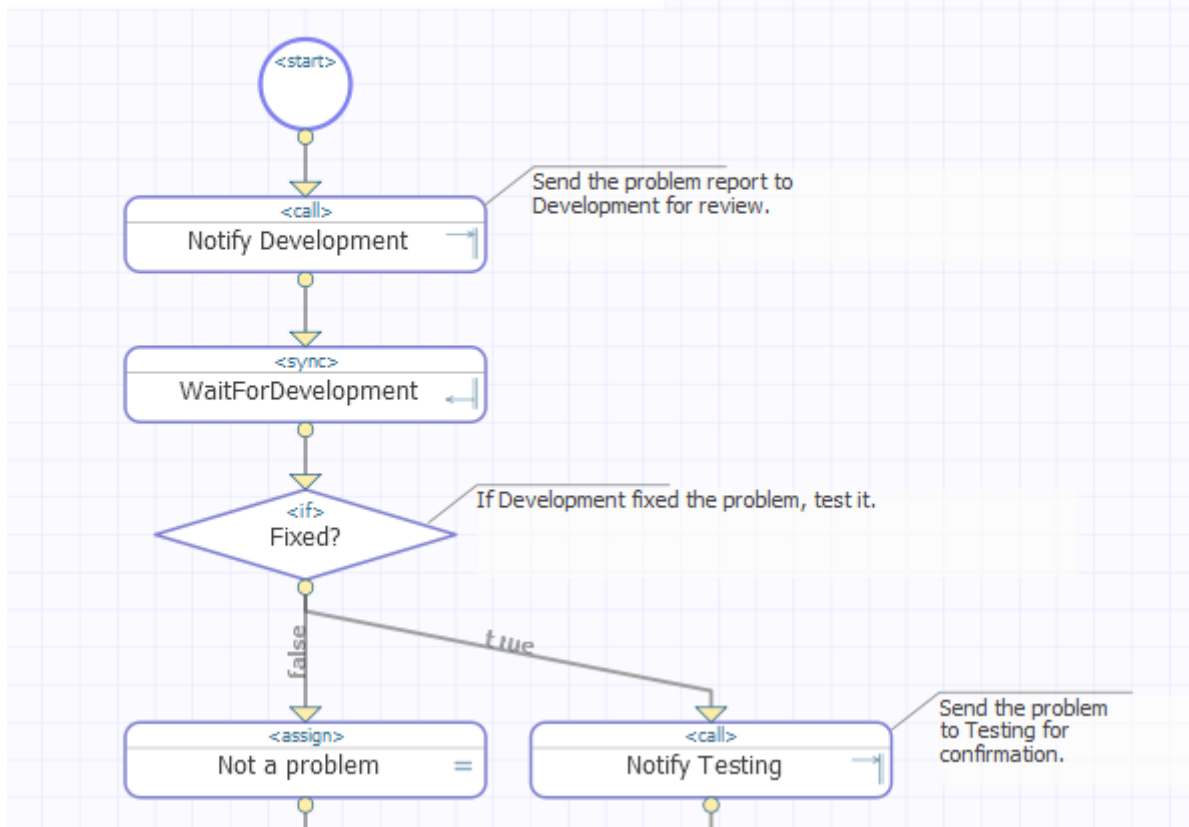 <start>
Send the problem report to
Development for review.
<call>
Notify Development
<sync>
WaitForDevelopment
If Development fixed the problem, test it.
<if>
Fixed?
false
true
Send the problem
to Testing for
confirmation.
<assign>
Not a problem
=
<call>
Notify Testing